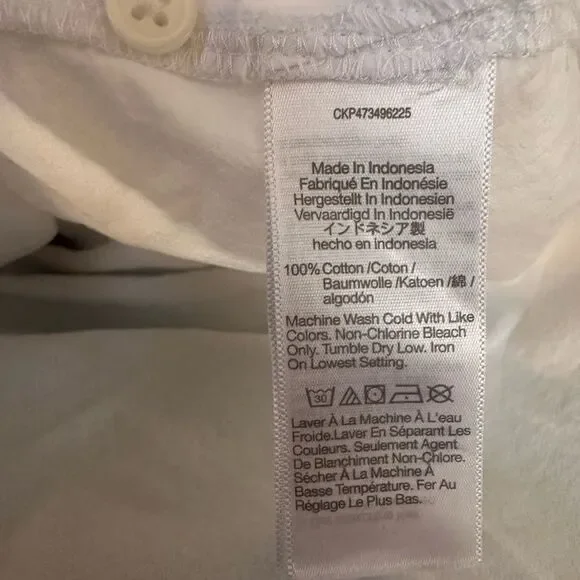 CKP473496225
Made In Indonesia
Fabriqué En Indonésie
Hergestellt In Indonesien
Vervaardigd In Indonesië
インドネシア製
hecho en indonesia
100% Cotton /Coton /
Baumwolle /Katoen /綿 /
algodón
Machine Wash Cold With Like
Colors. Non-Chlorine Bleach
Only. Tumble Dry Low. Iron
On Lowest Setting.
30
Laver À La Machine À L'eau
Froide.Laver En Séparant Les
Couleurs. Seulement Agent
De Blanchiment Non-Chlore.
Sécher À La Machine À
Basse Température. Fer Au
Réglage Le Plus Bas.